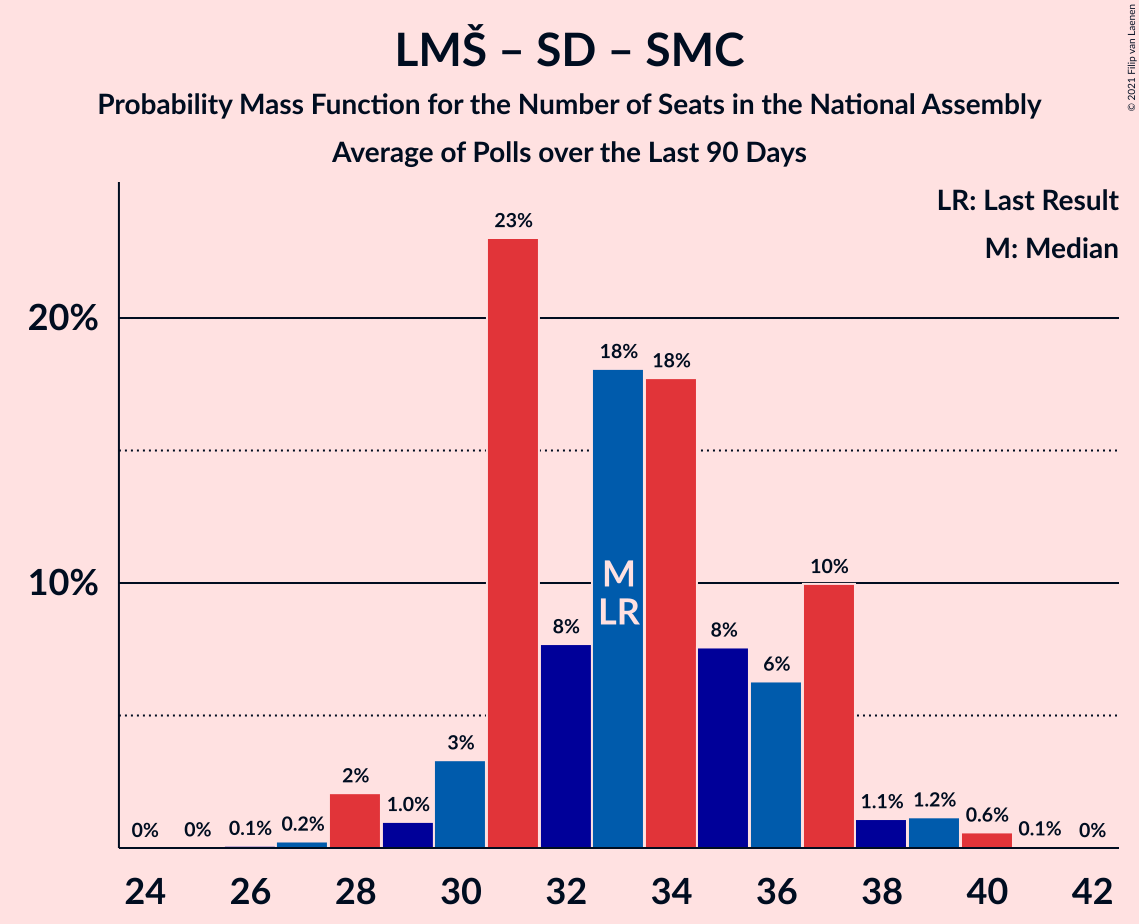 LMŠ – SD – SMC
Probability Mass Function for the Number of Seats in the National Assembly
Average of Polls over the Last 90 Days
© 2021 Filip van Laenen
LR: Last Result
M: Median
23%
20%
18%
18%
10%
10%
M
LR
8%
8%
6%
3%
2%
1.0%
1.1%
1.2%
0.6%
0%
0%
0.1%
0.2%
0.1%
0%
24 26 28 30 32 34 36 38 40 42